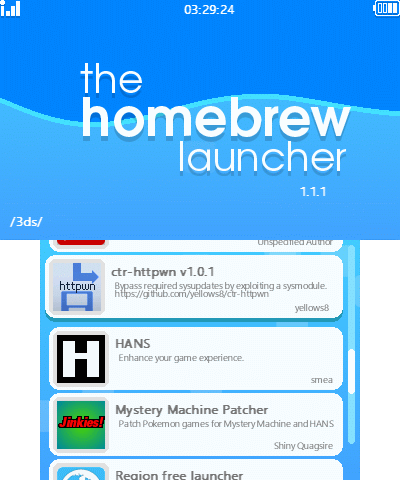 03:29:24
the
homebrew
launcher
1.1.1
/3ds/
Unspecified Author
httpwn
ctr-httpwn v1.0.1
Bypass required sysupdates by exploiting a sysmodule.
https://github.com/yellows8/ctr-httpwn
yellows8
H
HANS
Enhance your game experience.
smea
Jinkies!
Mystery Machine Patcher
Patch Pokemon games for Mystery Machine and HANS
Shiny Quagsire
Region free launcher